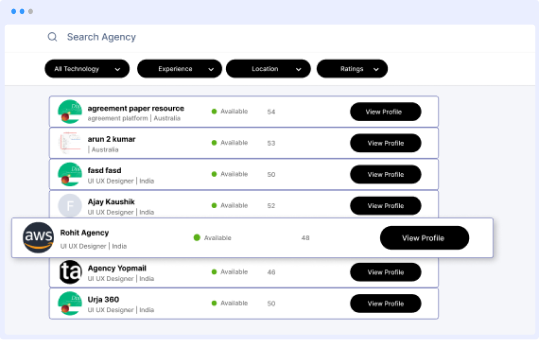 Search Agency
All Technology Experience Location Ratings
agreement paper resource
agreement platform | Australia
Available 54 View Profile
arun 2 kumar
| Australia
Available 53 View Profile
fasd fasd
UI UX Designer | India
Available 50 View Profile
F
Ajay Kaushik
UI UX Designer | India
Available 52 View Profile
aws
Rohit Agency
UI UX Designer | India
Available 48 View Profile
ta
Agency Yopmail
UI UX Designer | India
Available 46 View Profile
Urja 360
UI UX Designer | India
Available 50 View Profile